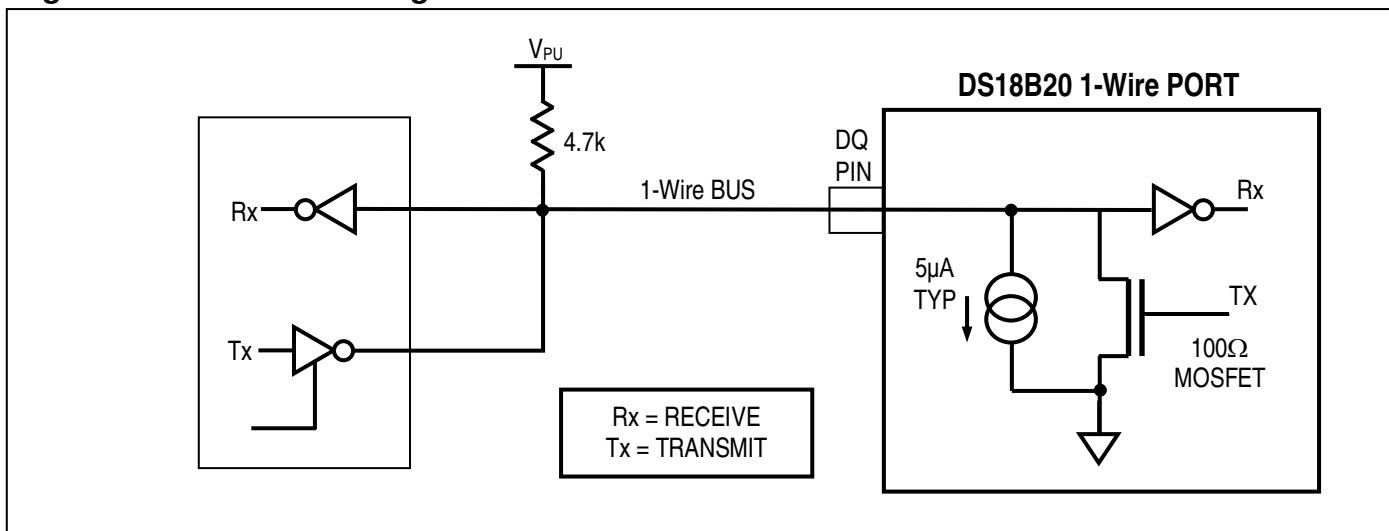 V_PU
4.7k
DS18B20 1-Wire PORT
DQ
PIN
1-Wire BUS
Rx
Rx
5µA
TYP
TX
100Ω
MOSFET
Tx
Rx = RECEIVE
Tx = TRANSMIT